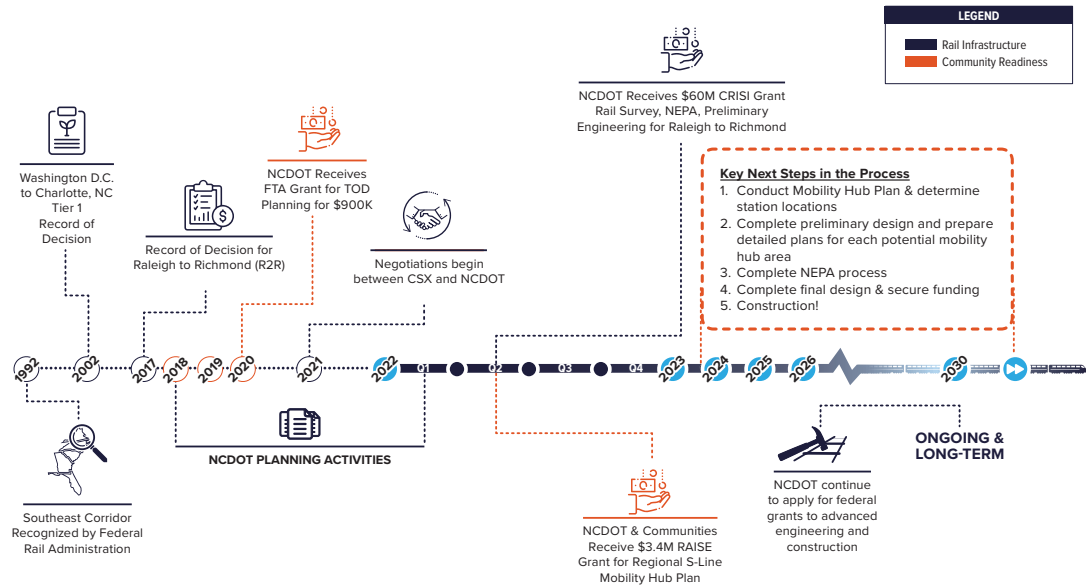 LEGEND
Rail Infrastructure
Community Readiness
NCDOT Receives $60M CRISI Grant
Rail Survey, NEPA, Preliminary
Engineering for Raleigh to Richmond
Washington D.C.
to Charlotte, NC
Tier 1
Record of
Decision
NCDOT Receives
FTA Grant for TOD
Planning for $900K
$
Record of Decision for
Raleigh to Richmond (R2R)
Negotiations begin
between CSX and NCDOT
Key Next Steps in the Process
1. Conduct Mobility Hub Plan & determine
station locations
2. Complete preliminary design and prepare
detailed plans for each potential mobility
hub area
3. Complete NEPA process
4. Complete final design & secure funding
5. Construction!
1992
2002
2017
2018
2019
2020
2021
2022
Q1
Q2
Q3
Q4
2023
2024
2025
2026
2030
NCDOT PLANNING ACTIVITIES
ONGOING &
LONG-TERM
Southeast Corridor
Recognized by Federal
Rail Administration
NCDOT & Communities
Receive $3.4M RAISE
Grant for Regional S-Line
Mobility Hub Plan
NCDOT continue
to apply for federal
grants to advanced
engineering and
construction